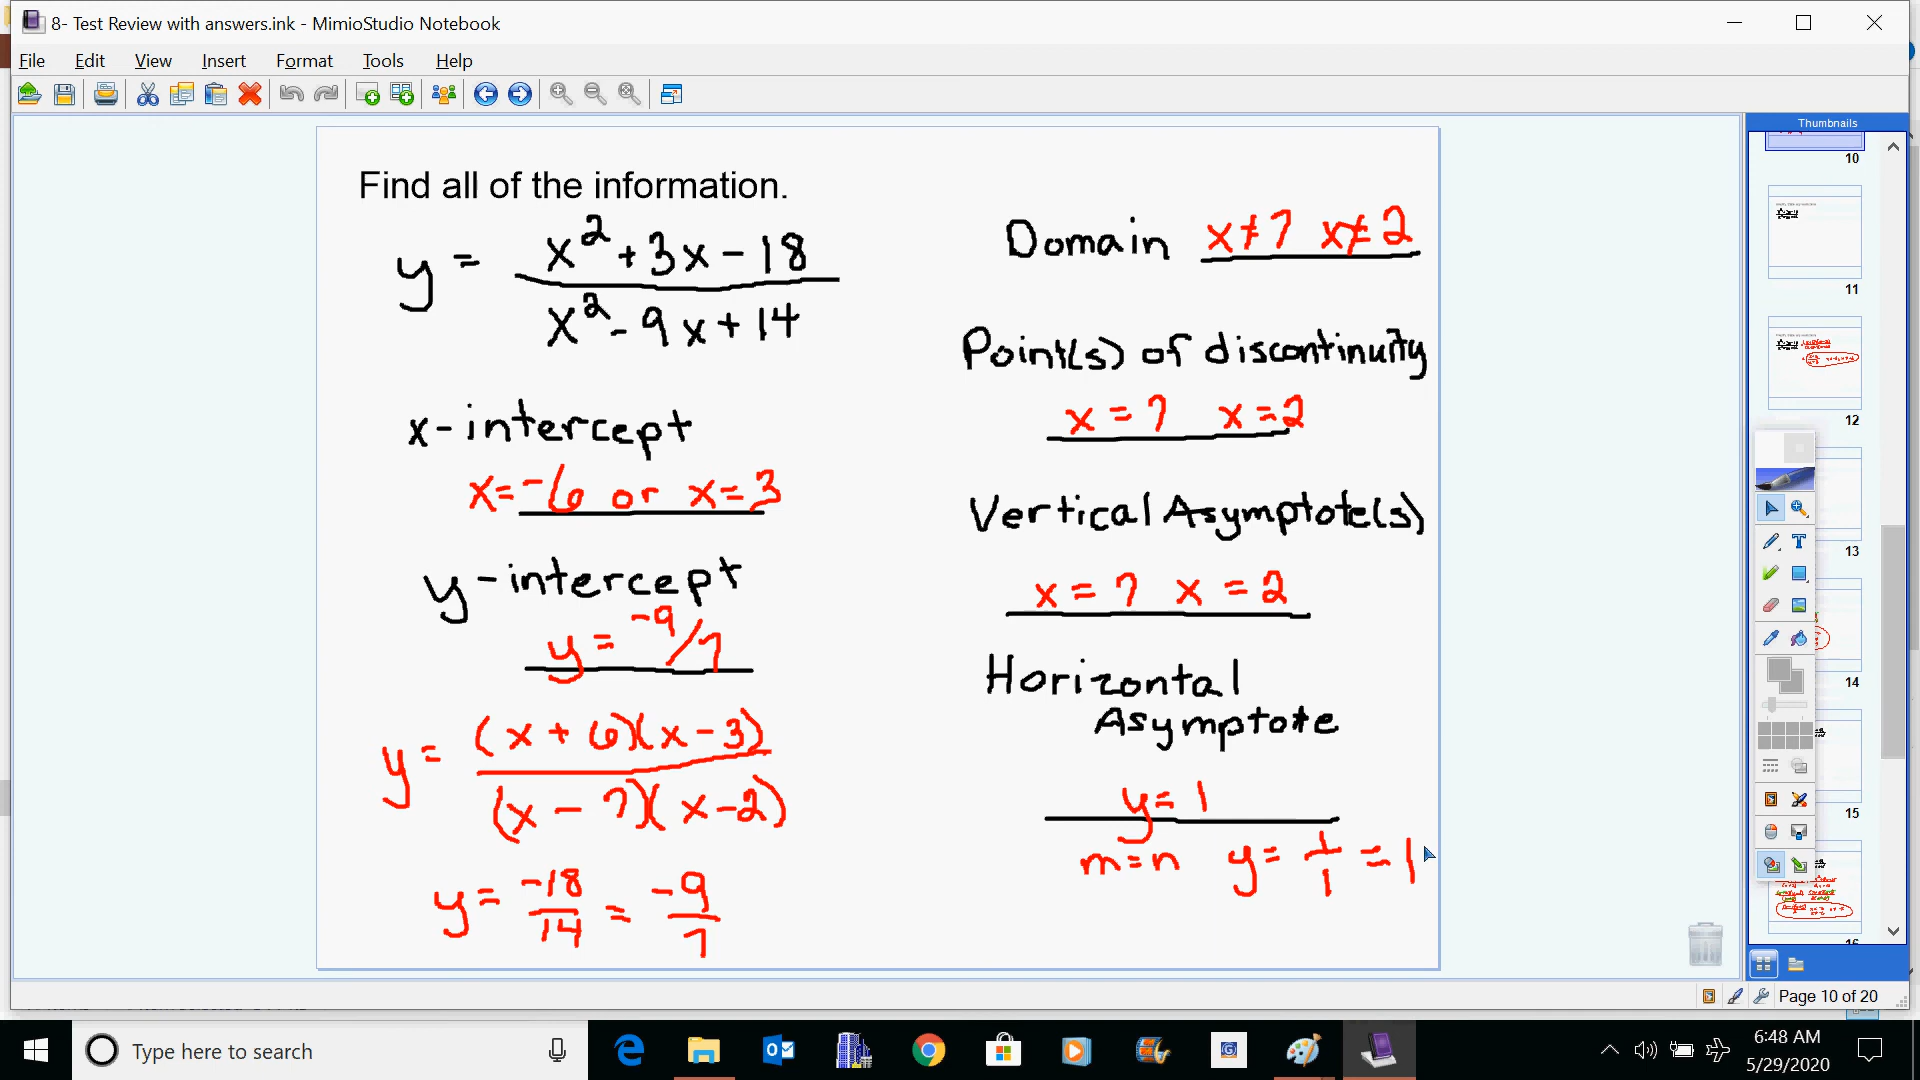 8- Test Review with answers.ink - MimioStudio Notebook
File Edit View Insert Format Tools Help
Thumbnails
Find all of the information.
y = x² + 3x - 18
x² - 9x + 14
x-intercept
x = -6 or x = 3
y-intercept
y = -9/7
y = (x + 6)(x - 3)
(x - 7)(x - 2)
y = -18/14 = -9/7
Domain x ≠ 7 x ≠ 2
Point(s) of discontinuity
x = 7 x = 2
Vertical Asymptote(s)
x = 7 x = 2
Horizontal
Asymptote
y = 1
m = n y = 1/1 = 1
10
11
12
13
14
15
Page 10 of 20
Type here to search
6:48 AM
5/29/2020